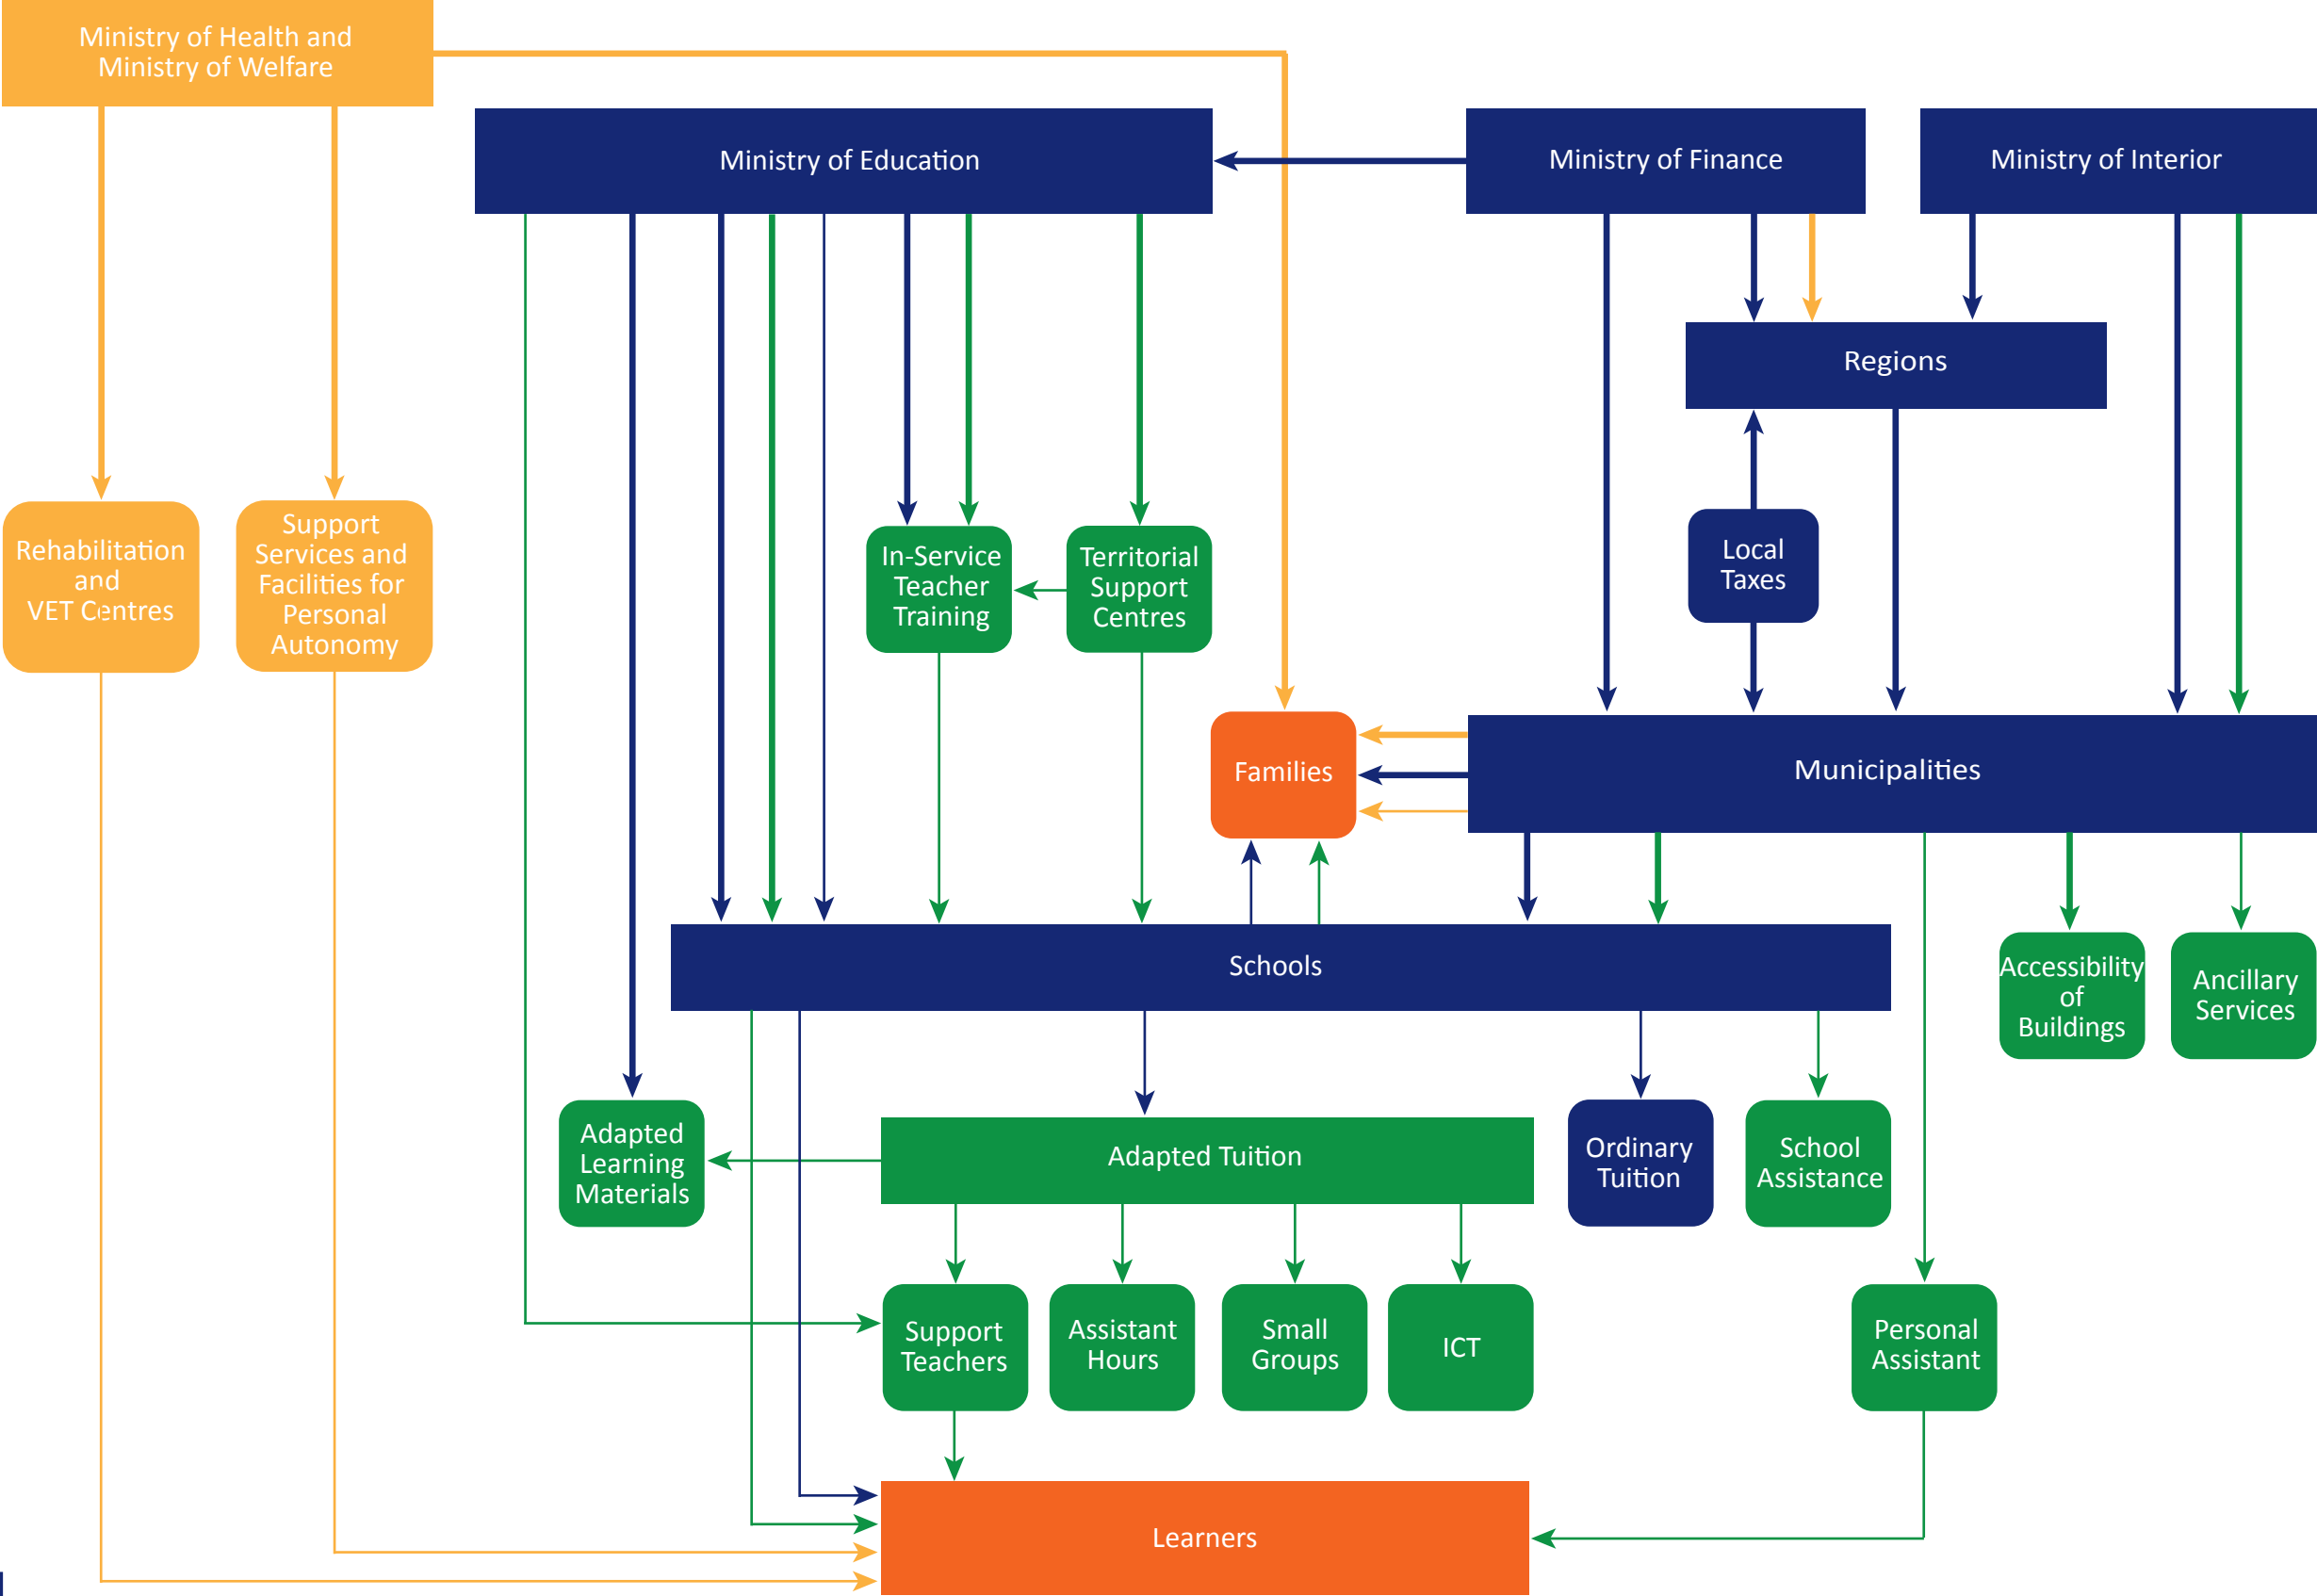 Ministry of Health and
Ministry of Welfare
Ministry of Education
Ministry of Finance
Ministry of Interior
Regions
Rehabilitation
and
VET Centres
Support
Services and
Facilities for
Personal
Autonomy
In-Service
Teacher
Training
Territorial
Support
Centres
Local
Taxes
Families
Municipalities
Schools
Accessibility
of
Buildings
Ancillary
Services
Adapted
Learning
Materials
Adapted Tuition
Ordinary
Tuition
School
Assistance
Support
Teachers
Assistant
Hours
Small
Groups
ICT
Personal
Assistant
Learners